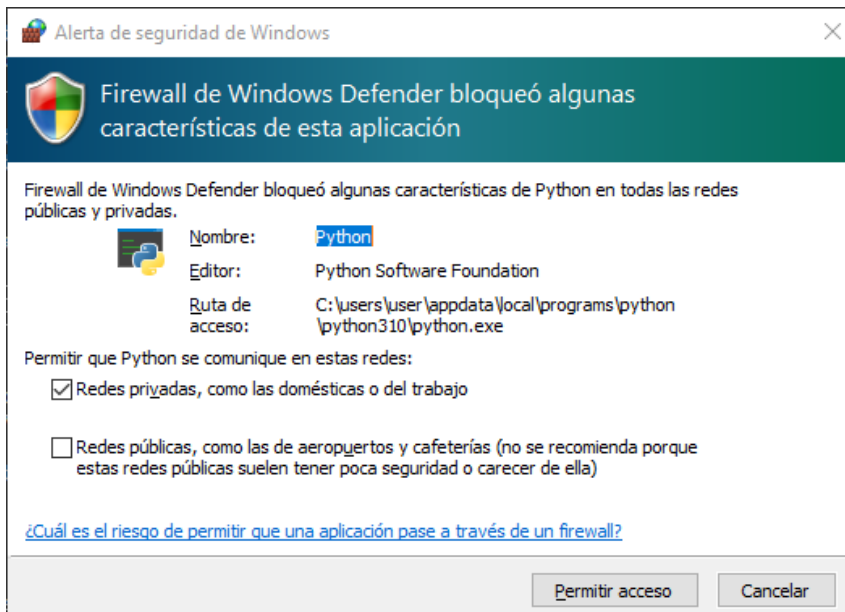 Alerta de seguridad de Windows
Firewall de Windows Defender bloqueó algunas
características de esta aplicación
Firewall de Windows Defender bloqueó algunas características de Python en todas las redes
públicas y privadas.
Nombre: Python
Editor: Python Software Foundation
Ruta de acceso: C:\users\user\appdata\local\programs\python
\python310\python.exe
Permitir que Python se comunique en estas redes:
Redes privadas, como las domésticas o del trabajo
Redes públicas, como las de aeropuertos y cafeterías (no se recomienda porque
estas redes públicas suelen tener poca seguridad o carecer de ella)
¿Cuál es el riesgo de permitir que una aplicación pase a través de un firewall?
Permitir acceso
Cancelar